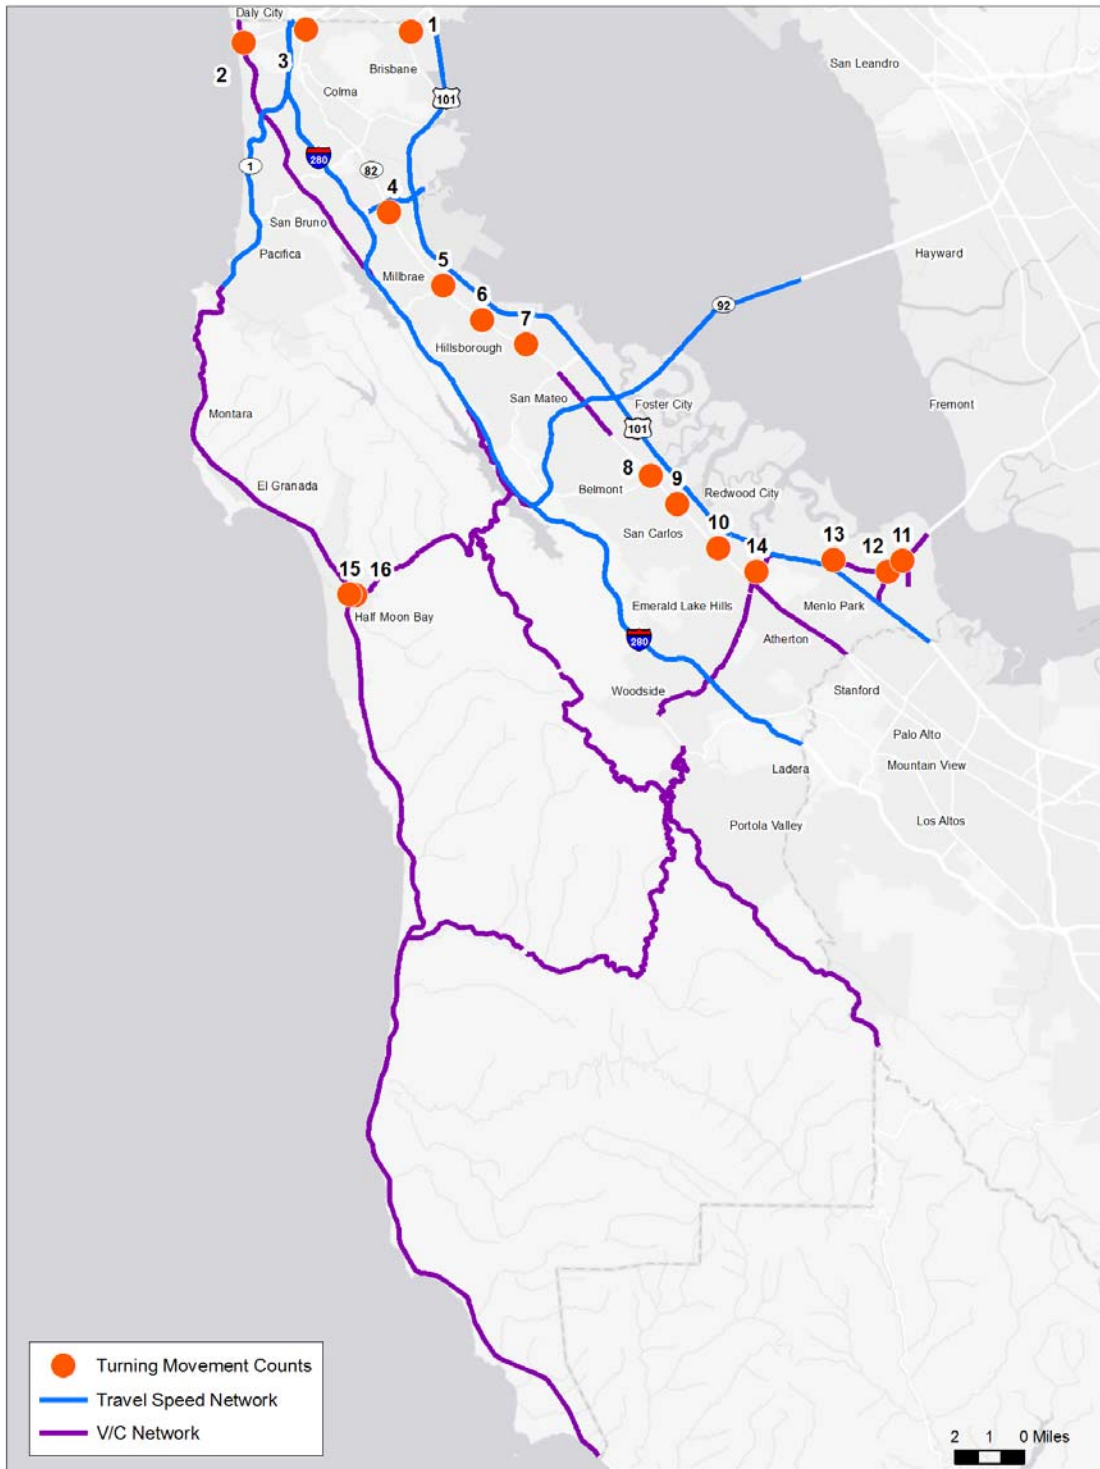 Daly City
1
San Leandro
3
2
Brisbane
Colma
101
280
1
82
4
San Bruno
Pacifica
Hayward
5
Millbrae
6
92
7
Hillsborough
San Mateo
Foster City
Fremont
Montara
101
8
9
El Granada
Belmont
Redwood City
San Carlos
10
13
11
14
12
15
16
Emerald Lake Hills
Menlo Park
Half Moon Bay
280
Atherton
Woodside
Stanford
Palo Alto
Ladera
Mountain View
Portola Valley
Los Altos
Turning Movement Counts
Travel Speed Network
V/C Network
2 1 0 Miles